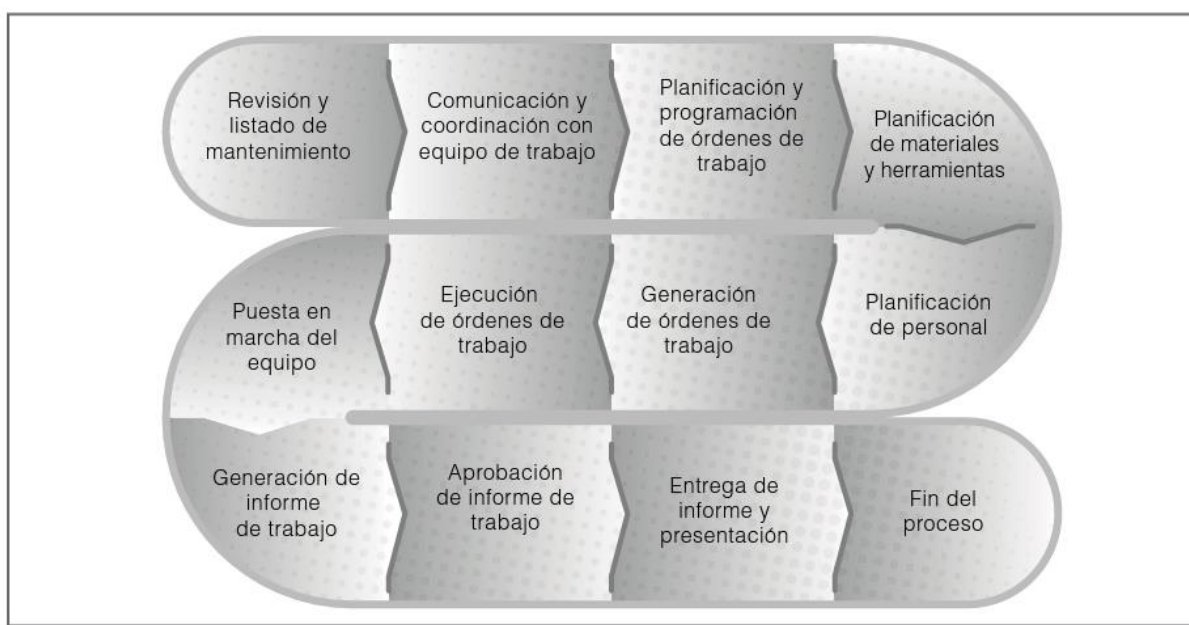 Revisión y
listado de
mantenimiento
Comunicación y
coordinación con
equipo de trabajo
Planificación y
programación
de órdenes de
trabajo
Planificación
de materiales
y herramientas
Planificación
de personal
Generación
de órdenes de
trabajo
Ejecución
de órdenes de
trabajo
Puesta en
marcha del
equipo
Generación de
informe
de trabajo
Aprobación
de informe de
trabajo
Entrega de
informe y
presentación
Fin del
proceso